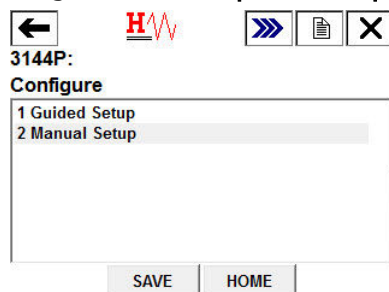 H
3144P:
Configure
1 Guided Setup
2 Manual Setup
SAVE HOME